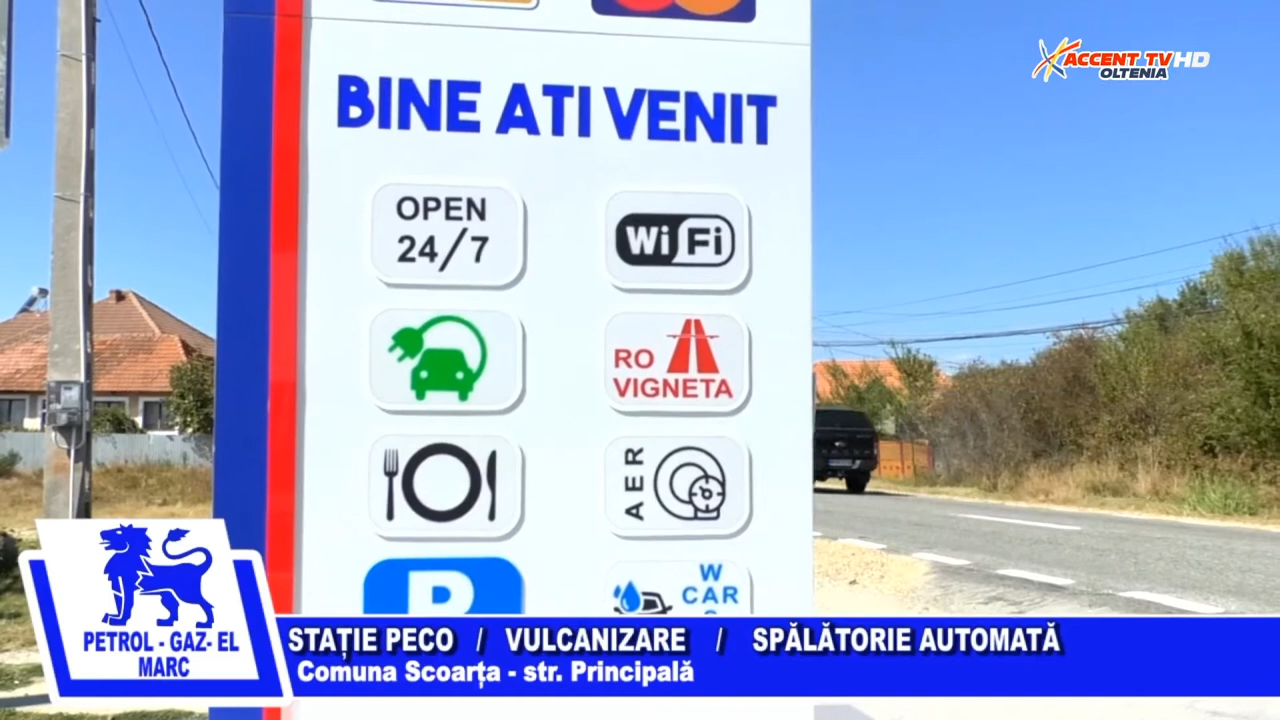 ACCENT TV HD
OLTENIA
BINE ATI VENIT
OPEN
24/7
WiFi
RO
VIGNETA
AER
P
W
CAR
PETROL - GAZ- EL
MARC
STAȚIE PECO / VULCANIZARE / SPĂLĂTORIE AUTOMATĂ
Comuna Scoarța - str. Principală